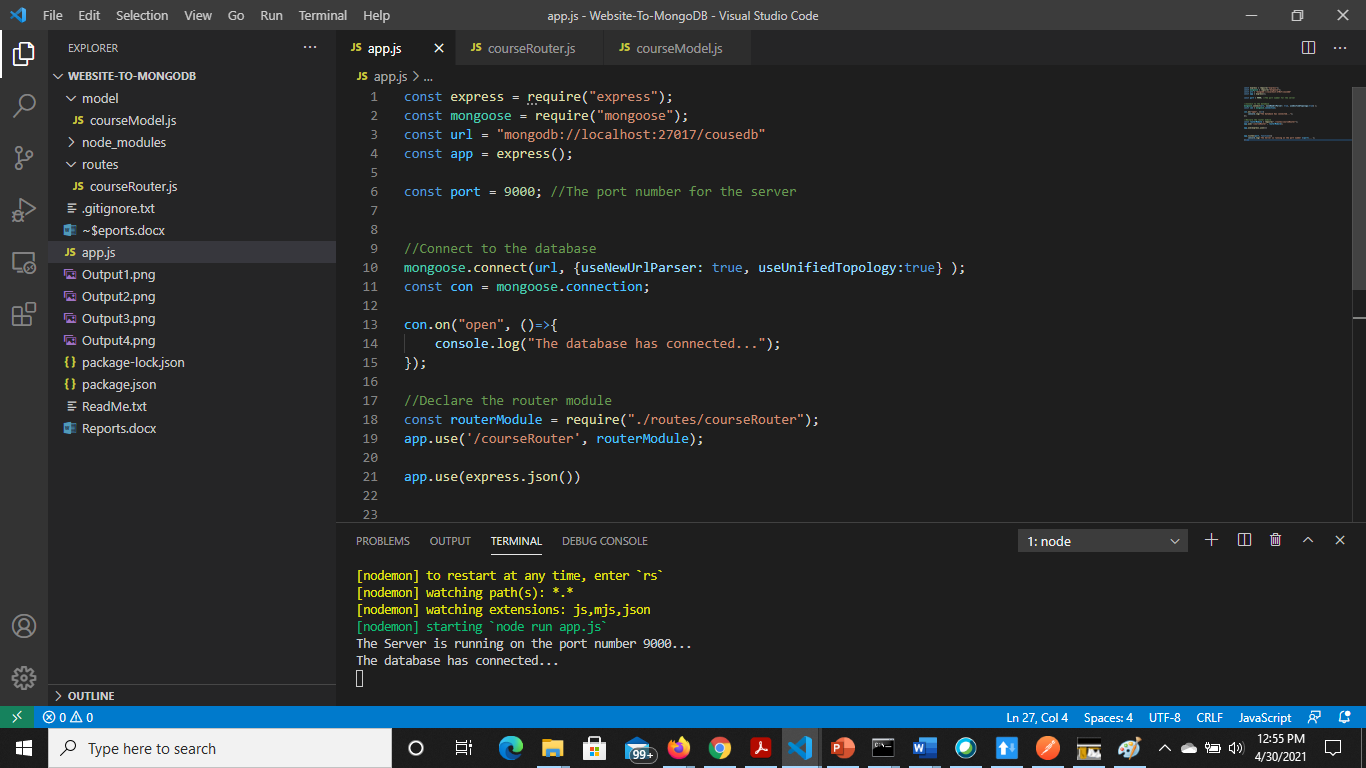 File Edit Selection View Go Run Terminal Help
app.js - Website-To-MongoDB - Visual Studio Code
EXPLORER
WEBSITE-TO-MONGODB
model
JS courseModel.js
node_modules
routes
JS courseRouter.js
.gitignore.txt
~$eports.docx
JS app.js
Output1.png
Output2.png
Output3.png
Output4.png
{} package-lock.json
{} package.json
ReadMe.txt
Reports.docx
OUTLINE
JS app.js JS courseRouter.js JS courseModel.js
JS app.js > ...
1 const express = require("express");
2 const mongoose = require("mongoose");
3 const url = "mongodb://localhost:27017/cousedb"
4 const app = express();
5
6 const port = 9000; //The port number for the server
7
8
9 //Connect to the database
10 mongoose.connect(url, {useNewUrlParser: true, useUnifiedTopology:true} );
11 const con = mongoose.connection;
12
13 con.on("open", ()=>{
14 console.log("The database has connected...");
15 });
16
17 //Declare the router module
18 const routerModule = require("./routes/courseRouter");
19 app.use('/courseRouter', routerModule);
20
21 app.use(express.json())
22
23
PROBLEMS OUTPUT TERMINAL DEBUG CONSOLE
1: node
[nodemon] to restart at any time, enter `rs`
[nodemon] watching path(s): *.*
[nodemon] watching extensions: js,mjs,json
[nodemon] starting `node run app.js`
The Server is running on the port number 9000...
The database has connected...
0 0
Ln 27, Col 4 Spaces: 4 UTF-8 CRLF JavaScript
Type here to search
99+
12:55 PM
4/30/2021